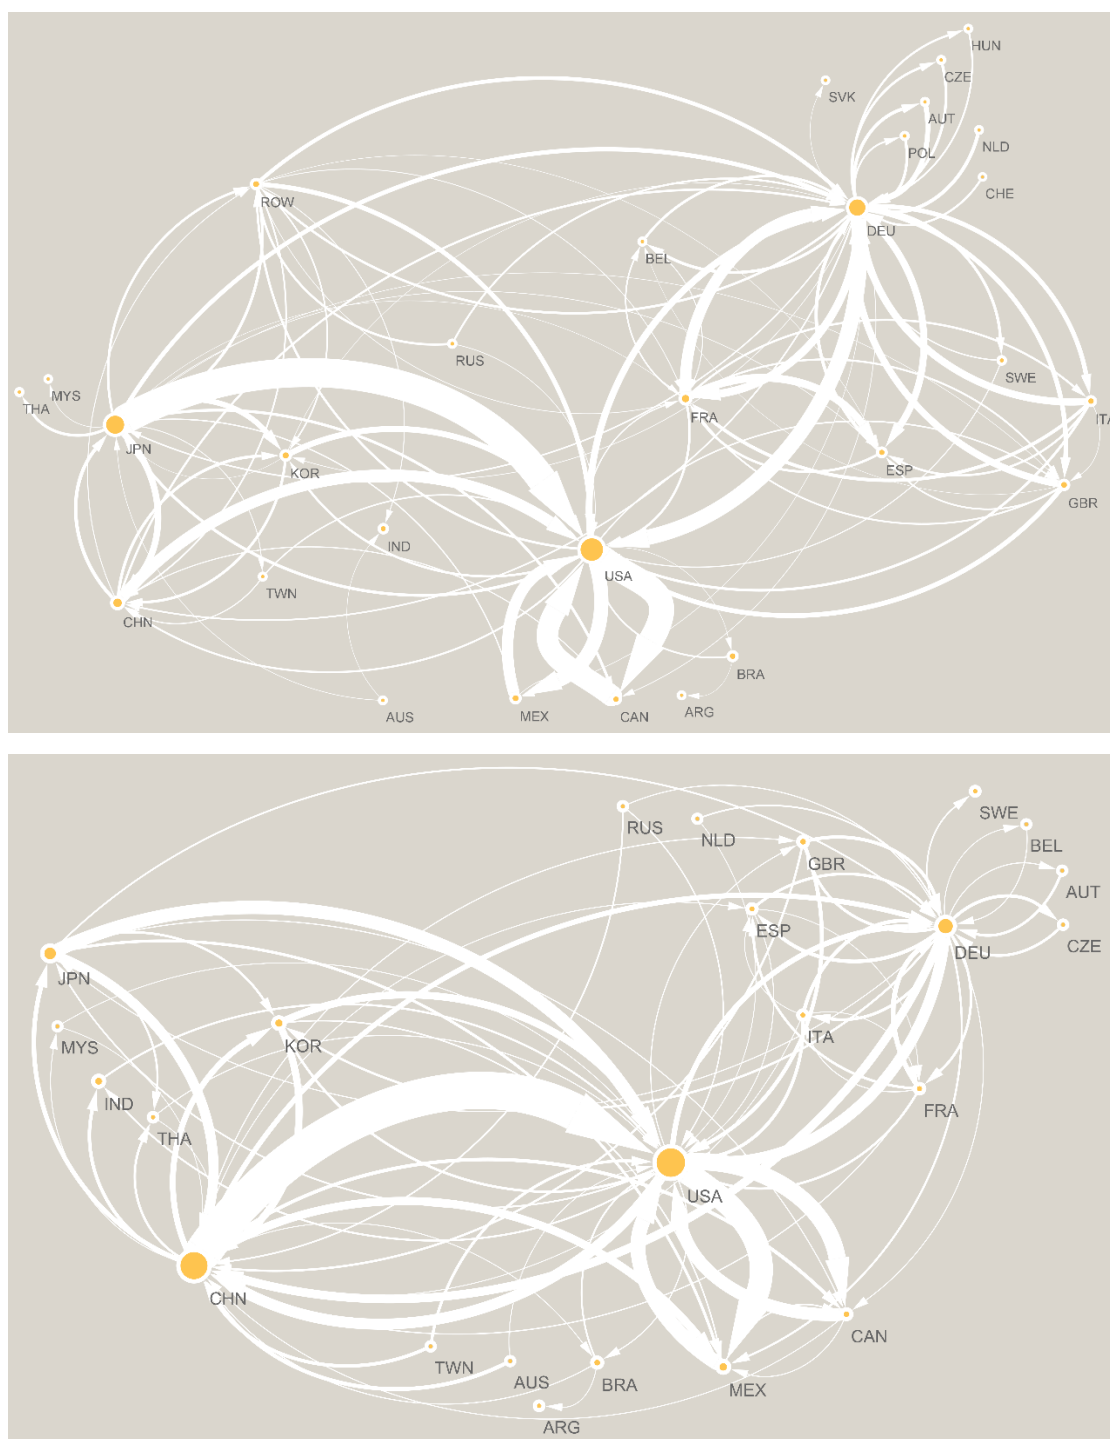 HUN
CZE
SVK
AUT
POL
NLD
CHE
ROW
DEU
BEL
RUS
SWE
MYS
THA
FRA
ITA
JPN
KOR
ESP
GBR
IND
USA
TWN
CHN
BRA
AUS
MEX
CAN
ARG
SWE
RUS
NLD
BEL
GBR
AUT
ESP
DEU
CZE
JPN
ITA
MYS
KOR
IND
FRA
THA
USA
CHN
CAN
TWN
AUS
BRA
MEX
ARG